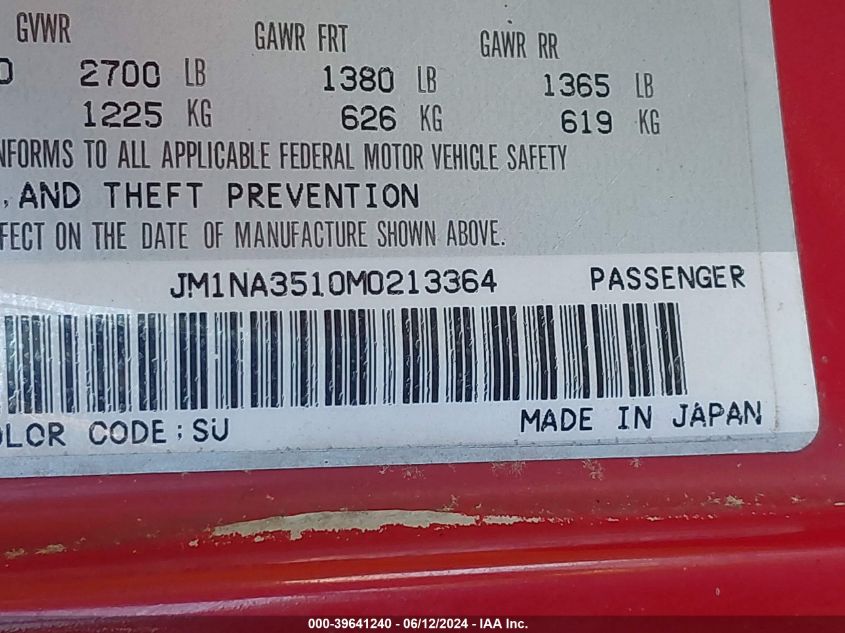 GVWR GAWR FRT GAWR RR
2700 LB 1380 LB 1365 LB
1225 KG 626 KG 619 KG
NFORMS TO ALL APPLICABLE FEDERAL MOTOR VEHICLE SAFETY
,AND THEFT PREVENTION
FFECT ON THE DATE OF MANUFACTURE SHOWN ABOVE.
JM1NA3510M0213364 PASSENGER
OLOR CODE:SU MADE IN JAPAN
000-39641240 - 06/12/2024 - IAA Inc.